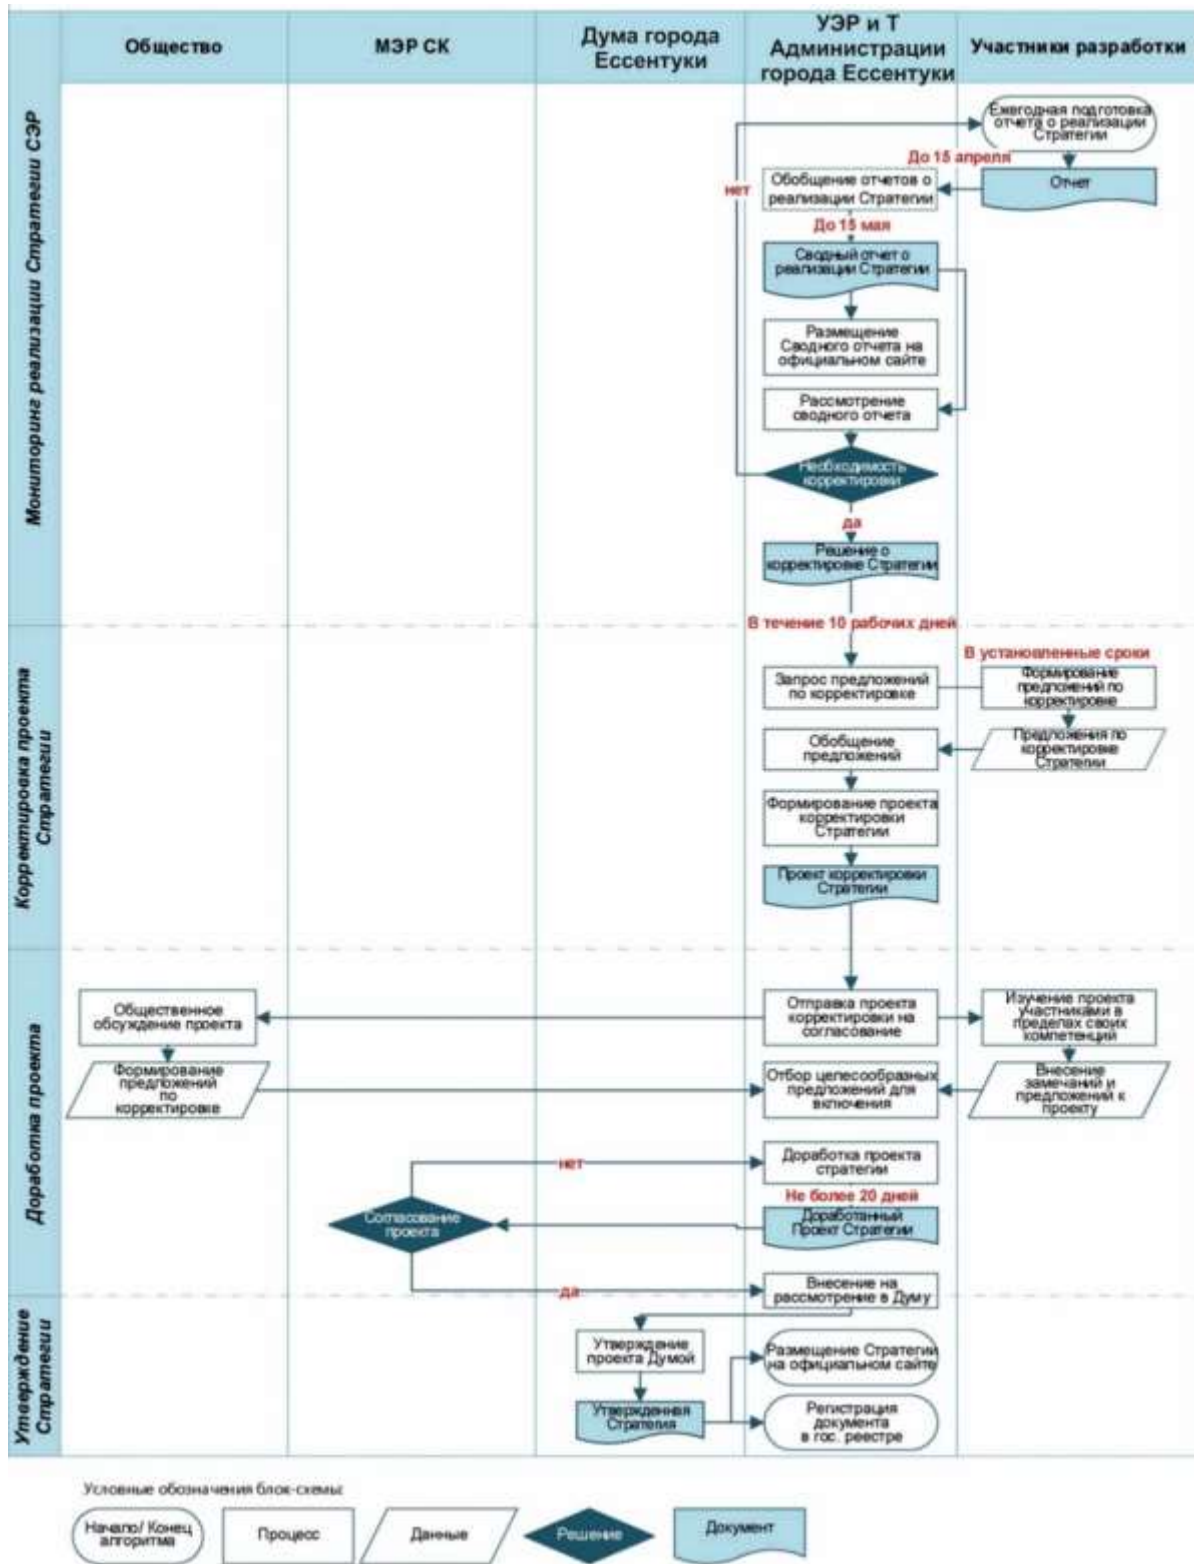 Общество
МЭР СК
Дума города
Ессентуки
УЭР и Т
Администрации
города Ессентуки
Участники разработки
Мониторинг реализации Стратегии СЭР
Ежегодная подготовка
отчета о реализации
Стратегии
До 15 апреля
нет
Обобщение отчетов о
реализации Стратегии
Отчет
До 15 мая
Сводный отчет о
реализации Стратегии
Размещение
Сводного отчета на
официальном сайте
Рассмотрение
сводного отчета
Необходимость
корректировки
да
Решение о
корректировке Стратегии
В течение 10 рабочих дней
Корректировка проекта
Стратегии
В установленные сроки
Запрос предложений
по корректировке
Формирование
предложений по
корректировке
Обобщение
предложений
Предложения по
корректировке
Стратегии
Формирование проекта
корректировки
Стратегии
Проект корректировки
Стратегии
Доработка проекта
Общественное
обсуждение проекта
Отправка проекта
корректировки на
согласование
Изучение проекта
участниками в
пределах своих
компетенций
Формирование
предложений
по
корректировке
Отбор целесообразных
предложений для
включения
Внесение
замечаний и
предложений к
проекту
нет
Доработка проекта
стратегии
Не более 20 дней
Согласование
проекта
Доработанный
Проект Стратегии
да
Внесение на
рассмотрение в Думу
Утверждение
Стратегии
Утверждение
проекта Думой
Размещение Стратегии
на официальном сайте
Утвержденная
Стратегия
Регистрация
документа
в гос. реестре
Условные обозначения блок-схемы:
Начало/ Конец
алгоритма
Процесс
Данные
Решение
Документ